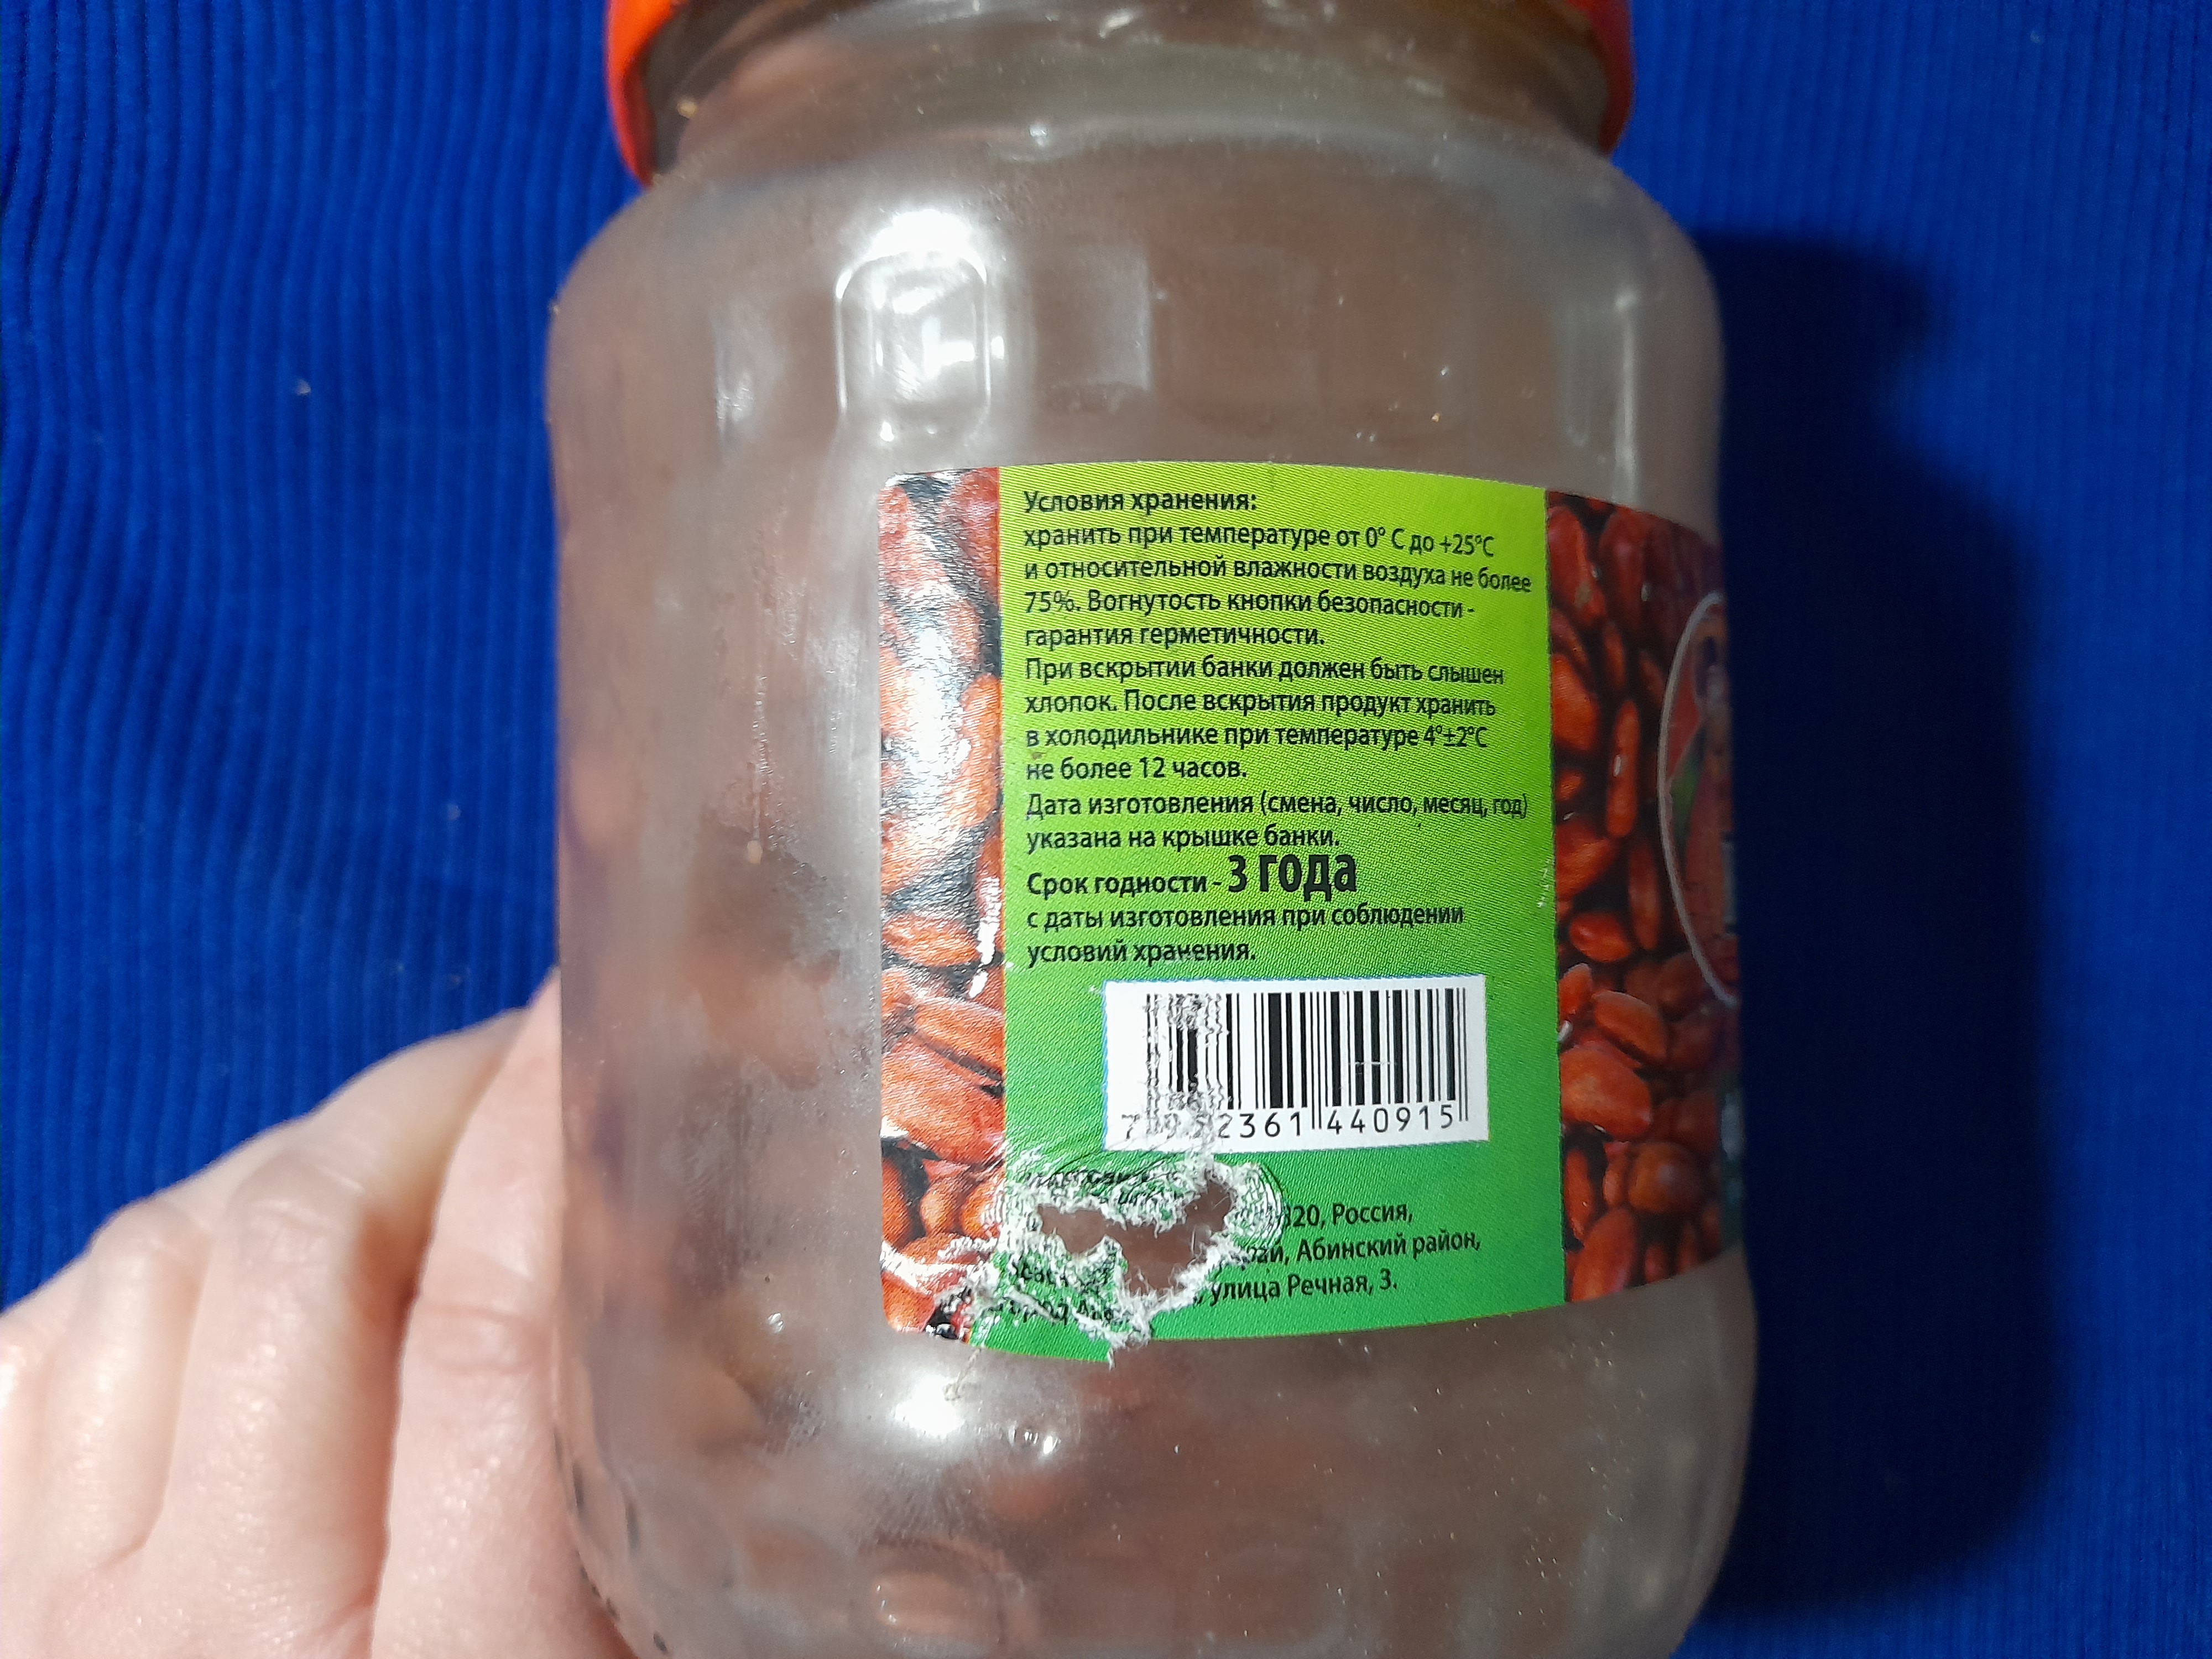 Условия хранения:
хранить при температуре от 0° С до +25°С
и относительной влажности воздуха не более
75%. Вогнутость кнопки безопасности -
гарантия герметичности.
При вскрытии банки должен быть слышен
хлопок. После вскрытия продукт хранить
в холодильнике при температуре 4°±2°С
не более 12 часов.
Дата изготовления (смена, число, месяц, год)
указана на крышке банки.
Срок годности - 3 года
с даты изготовления при соблюдении
условий хранения.
2361 440915
Россия,
Абинский район,
улица Речная, 3.